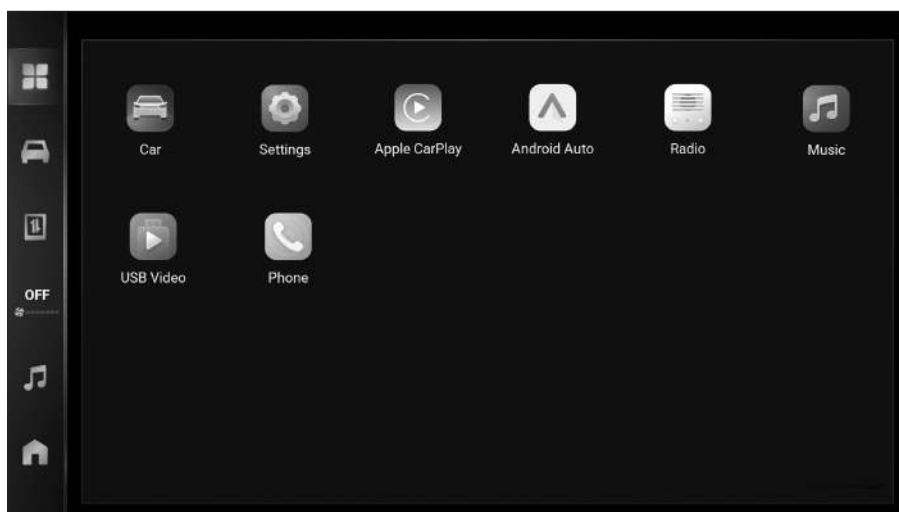 Car
Settings
Apple CarPlay
Android Auto
Radio
Music
USB Video
Phone
OFF